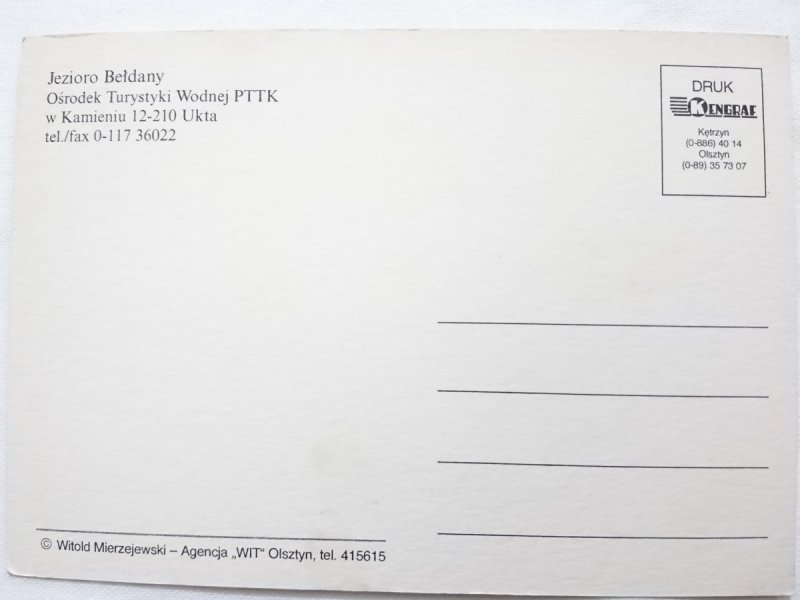 Jezioro Bełdany
Ośrodek Turystyki Wodnej PTTK
w Kamieniu 12-210 Ukta
tel./fax 0-117 36022
DRUK
KENGRAF
Kętrzyn
(0-886) 40 14
Olsztyn
(0-89) 35 73 07
© Witold Mierzejewski – Agencja „WIT" Olsztyn, tel. 415615